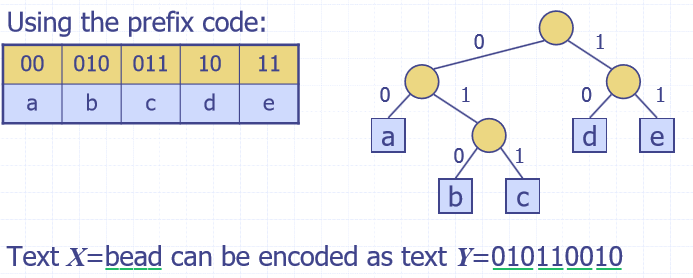 Using the prefix code:
00 010 011 10 11
a b c d e
0 1
0 1 0 1
a d e
0 1
b c
Text X=bead can be encoded as text Y=010110010